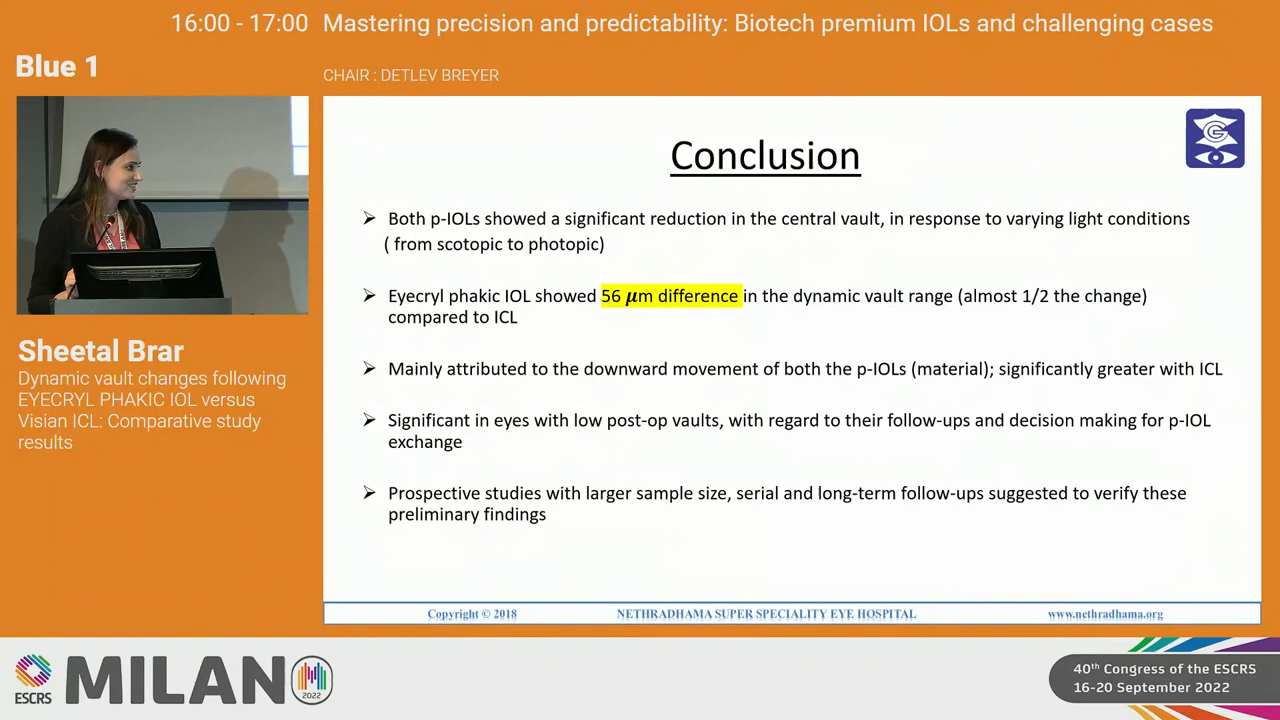 16:00 - 17:00 Mastering precision and predictability: Biotech premium IOLs and challenging cases
Blue 1
CHAIR : DETLEV BREYER
Sheetal Brar
Dynamic vault changes following
EYECRYL PHAKIC IOL versus
Visian ICL: Comparative study
results
Conclusion
➢ Both p-IOLs showed a significant reduction in the central vault, in response to varying light conditions
( from scotopic to photopic)
➢ Eyecryl phakic IOL showed 56 μm difference in the dynamic vault range (almost 1/2 the change)
compared to ICL
➢ Mainly attributed to the downward movement of both the p-IOLs (material); significantly greater with ICL
➢ Significant in eyes with low post-op vaults, with regard to their follow-ups and decision making for p-IOL
exchange
➢ Prospective studies with larger sample size, serial and long-term follow-ups suggested to verify these
preliminary findings
Copyright © 2018 NETHRADHAMA SUPER SPECIALITY EYE HOSPITAL www.nethradhama.org
ESCRS
MILANO
2022
40th Congress of the ESCRS
16-20 September 2022